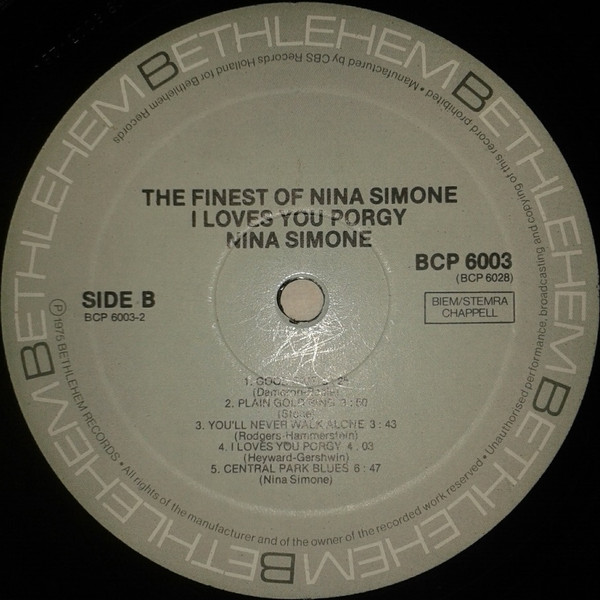 BETHLEHEM BETHLEHEM BETHLEHEM BETHLEHEM BETHLEHEM
Manufactured by CBS Records Holland for Bethlehem Records
THE FINEST OF NINA SIMONE
I LOVES YOU PORGY
NINA SIMONE
BCP 6003
(BCP 6028)
SIDE B
BCP 6003-2
BIEM/STEMRA
CHAPPELL
1. GOOD
2. PLAIN GOLD RING 3:50
(Stone)
3. YOU'LL NEVER WALK ALONE 3:43
(Rodgers-Hammerstein)
4. I LOVES YOU PORGY 4:03
(Heyward-Gershwin)
5. CENTRAL PARK BLUES 6:47
(Nina Simone)
Ⓟ 1975 BETHLEHEM RECORDS • All rights of the manufacturer and of the owner of the recorded work reserved • Unauthorised performance, broadcasting and copying of this record prohibited •